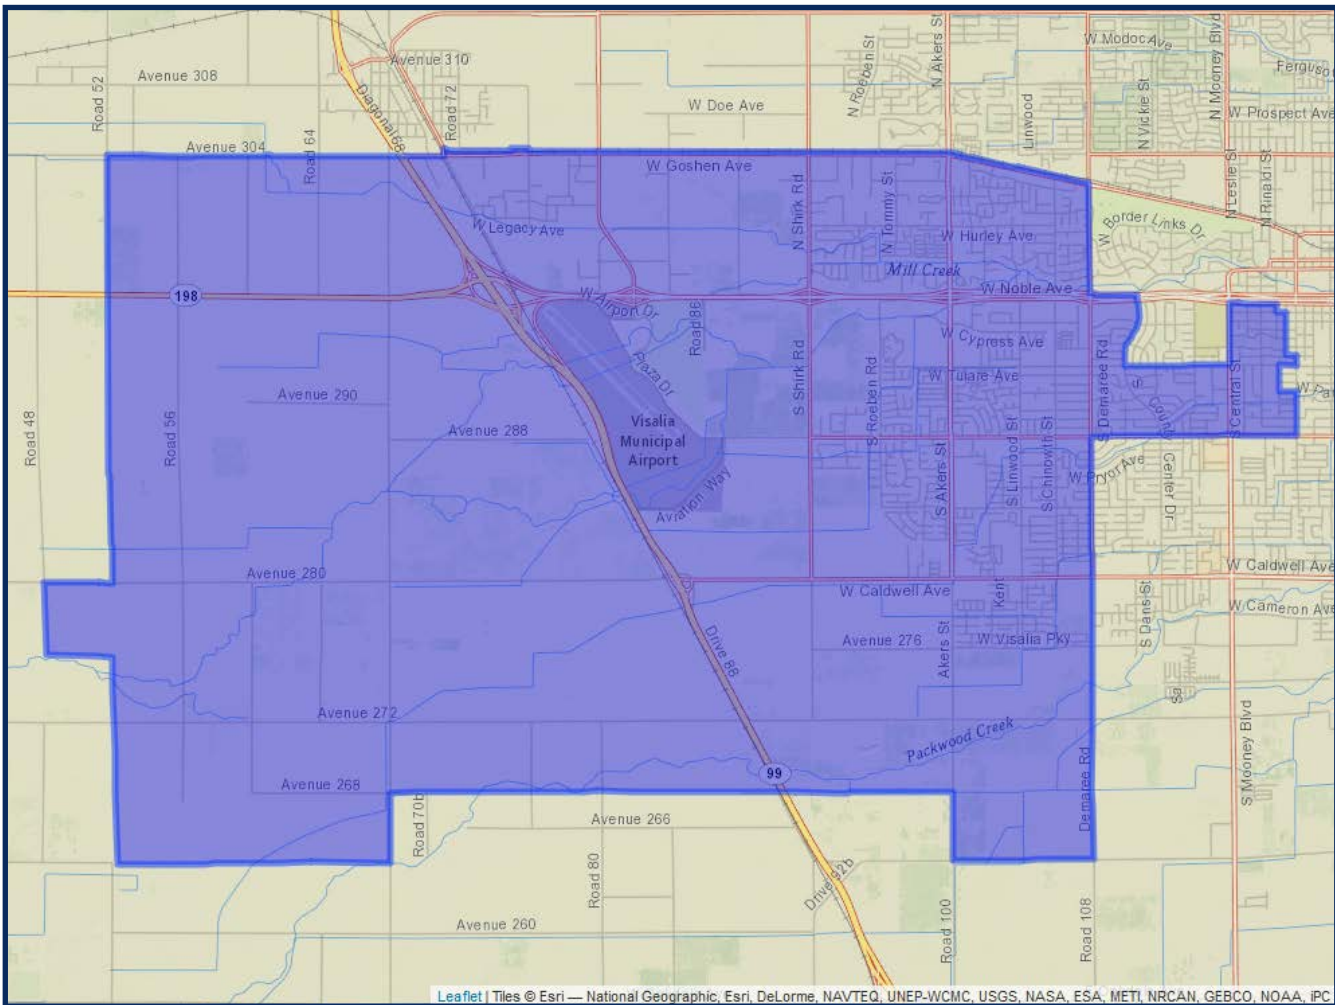 W Modoc Ave
Avenue 310
Ferguson
Avenue 308
Road 52
Diagonal 68
Road 72
W Doe Ave
N Roeben St
N Akers St
Linwood
N Vickie St
N Mooney Blvd
W Prospect Ave
Avenue 304
Road 64
W Goshen Ave
N Shirk Rd
N Tommy St
N Leslie St
N Rinaldi St
W Legacy Ave
W Hurley Ave
W Border Links Dr
Mill Creek
198
W Airport Dr
W Noble Ave
Road 86
W Cypress Ave
Plaza Dr
S Shirk Rd
S Roeben Rd
W Tulare Ave
S Demaree Rd
S County Center Dr
S Central St
W Pa
Avenue 290
Road 48
Road 56
Avenue 288
Visalia
Municipal
Airport
Aviation Way
S Akers St
S Linwood St
S Chinowth St
W Pryor Ave
Avenue 280
W Caldwell Ave
W Caldwell Ave
Kent
W Cameron Ave
S Dans St
Drive 88
Avenue 276
Akers St
W Visalia Pky
Sa
Avenue 272
Packwood Creek
S Mooney Blvd
99
Avenue 268
Road 70b
Demaree Rd
Avenue 266
Road 80
Drive 92b
Avenue 260
Road 100
Road 108
Leaflet | Tiles © Esri — National Geographic, Esri, DeLorme, NAVTEQ, UNEP-WCMC, USGS, NASA, ESA, METI, NRCAN, GEBCO, NOAA, iPC